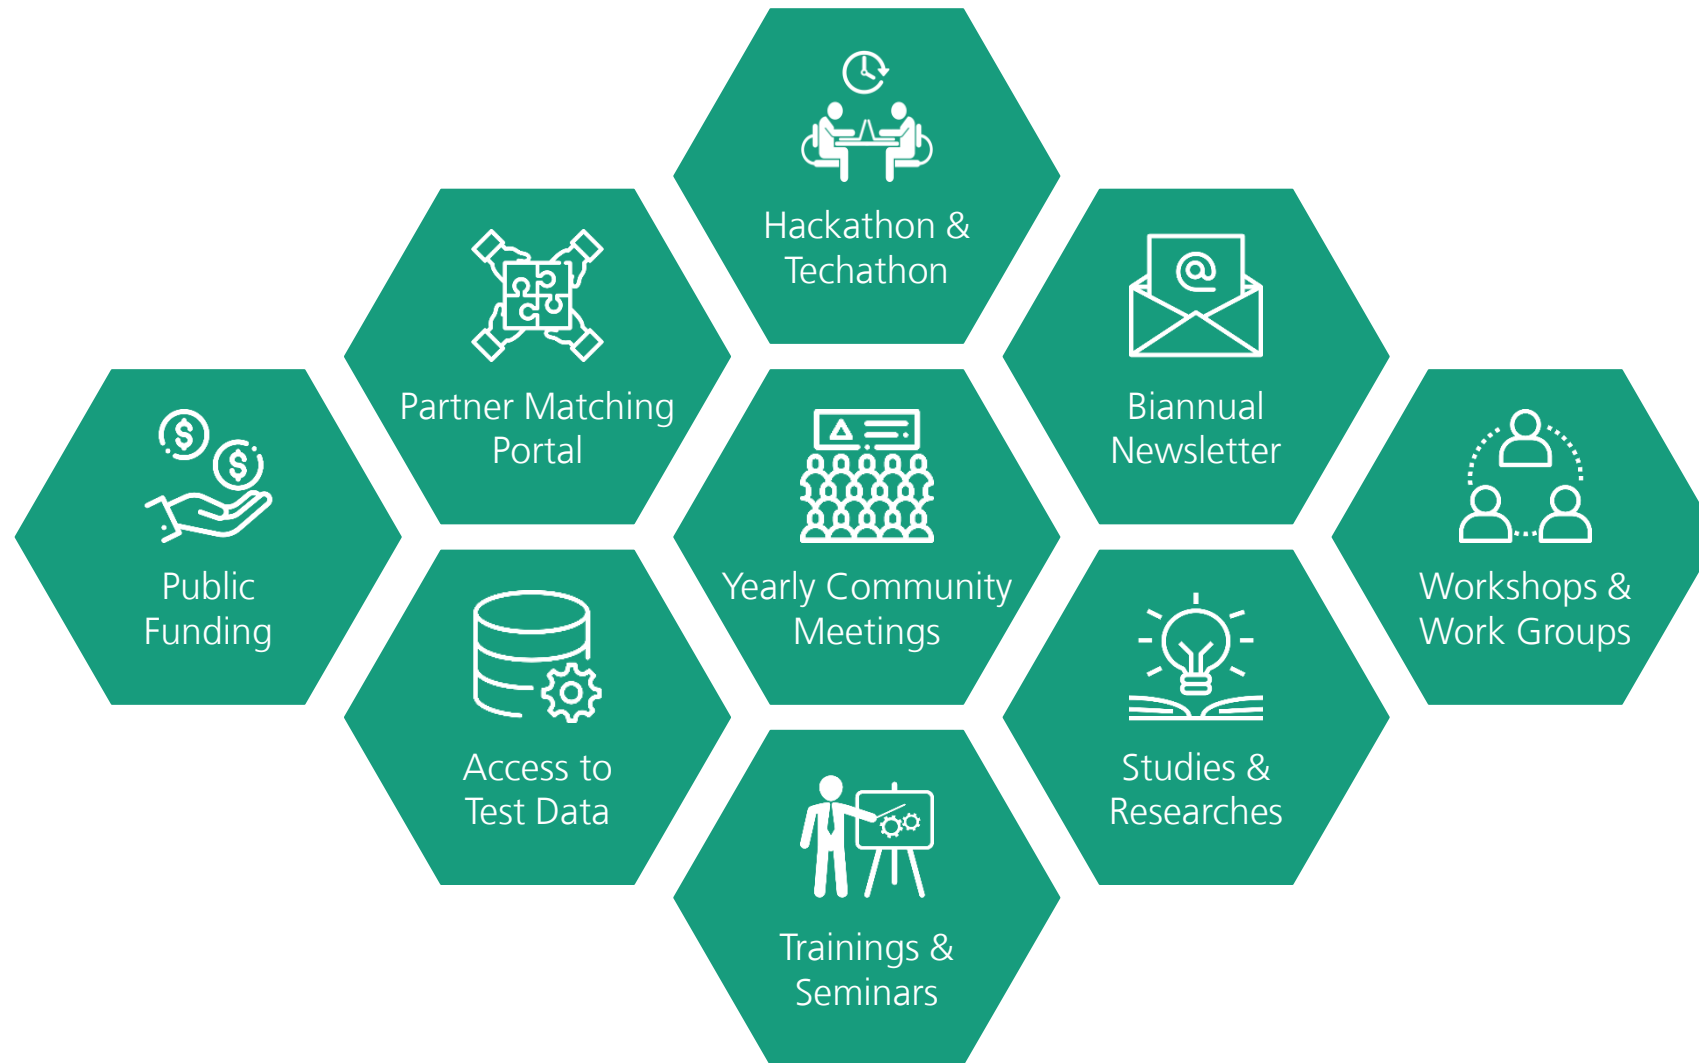 Hackathon &
Techathon
Partner Matching
Portal
Biannual
Newsletter
Public
Funding
Yearly Community
Meetings
Workshops &
Work Groups
Access to
Test Data
Studies &
Researches
Trainings &
Seminars